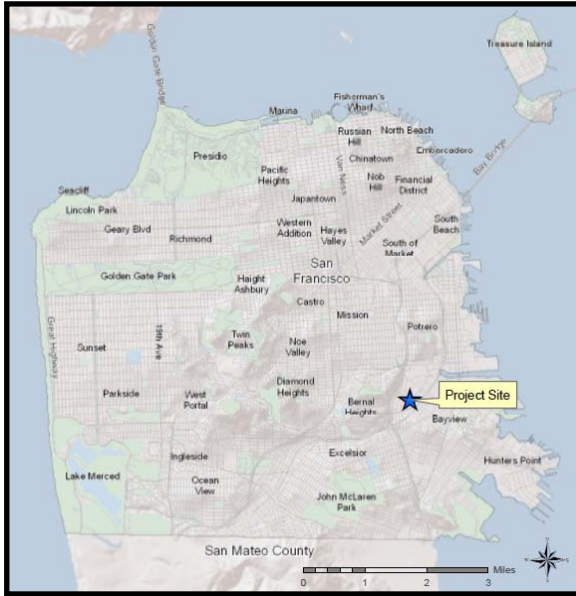 Golden Gate Bridge
Treasure Island
Marina
Fisherman's
Wharf
Russian
Hill
North Beach
Embarcadero
Presidio
Chinatown
Bay Bridge
Pacific
Heights
Van Ness
Nob
Hill
Financial
District
Seacliff
Lincoln Park
Japantown
Market Street
South
Beach
Geary Blvd
Richmond
Western
Addition
Hayes
Valley
South of
Market
San
Francisco
Golden Gate Park
Haight
Ashbury
Castro
Mission
Potrero
Great Highway
19th Ave
Sunset
Twin
Peaks
Noe
Valley
Parkside
West
Portal
Diamond
Heights
Bernal
Heights
Project Site
Bayview
Ingleside
Excelsior
Hunters Point
Lake Merced
Ocean
View
John McLaren
Park
San Mateo County
Miles
0 1 2 3